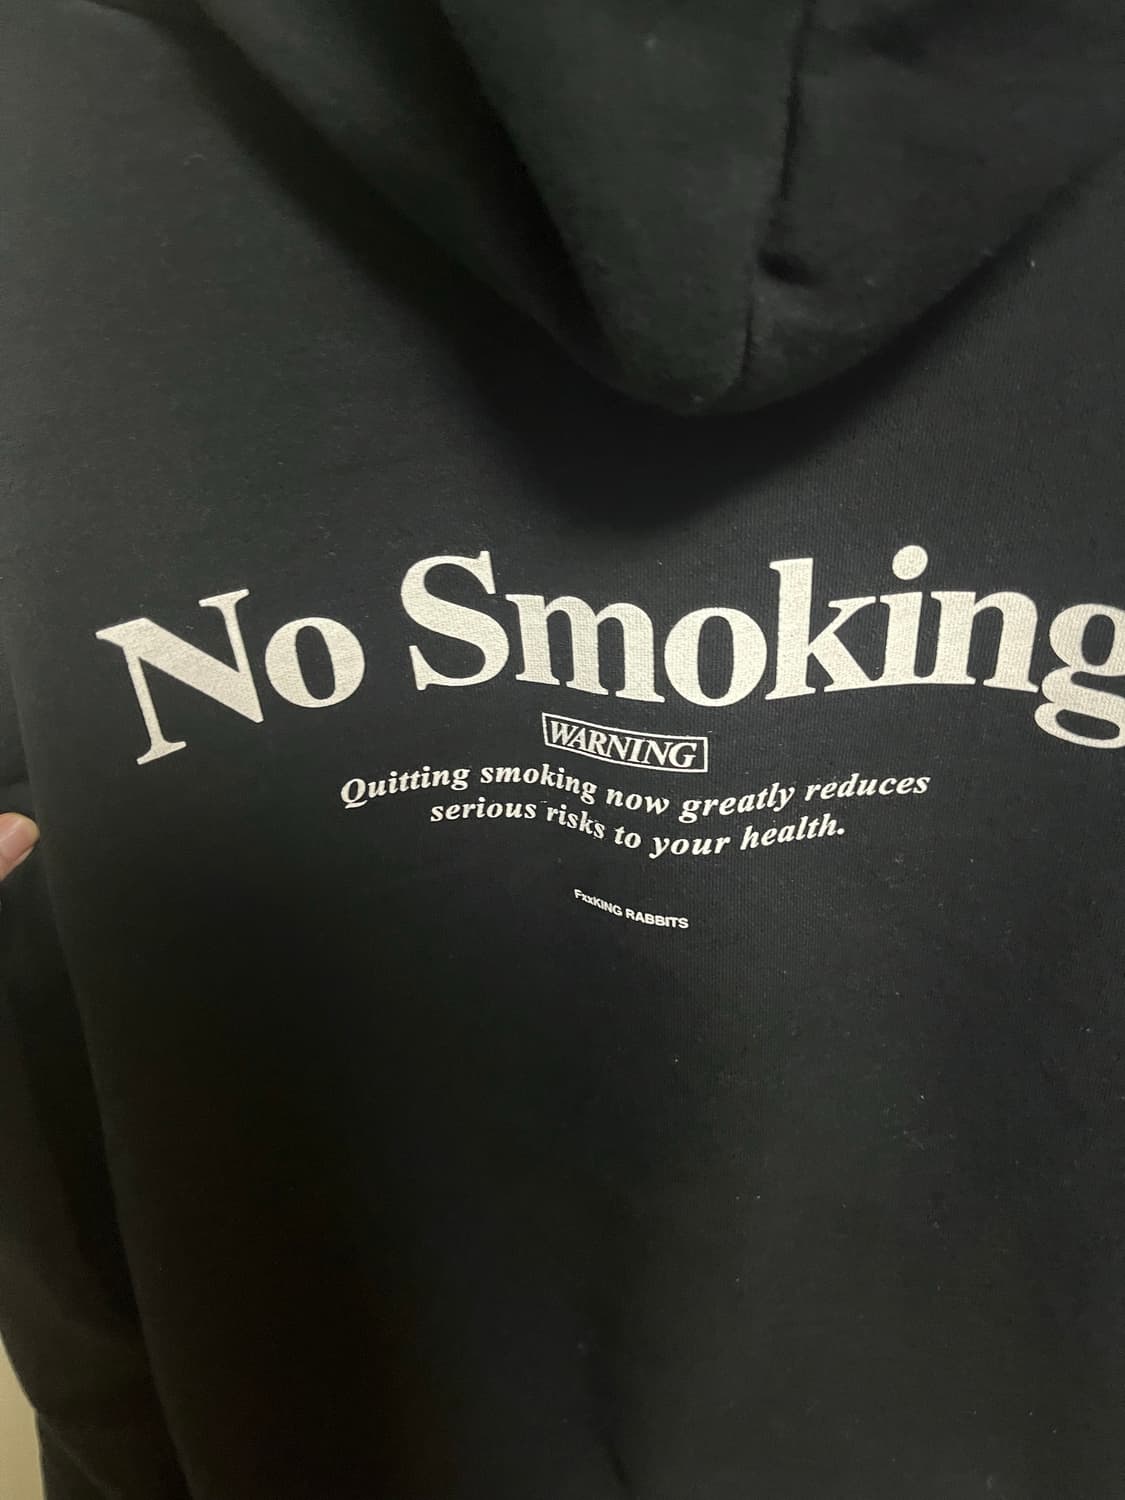 No Smoking
WARNING
Quitting smoking now greatly reduces
serious risks to your health.
FxxKING RABBITS